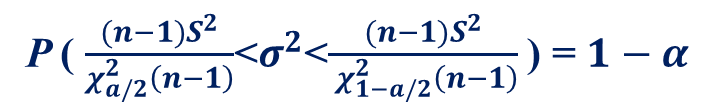 P ( (n−1)S² / χ²_{a/2}(n−1) < σ² < (n−1)S² / χ²_{1−a/2}(n−1) ) = 1 − α